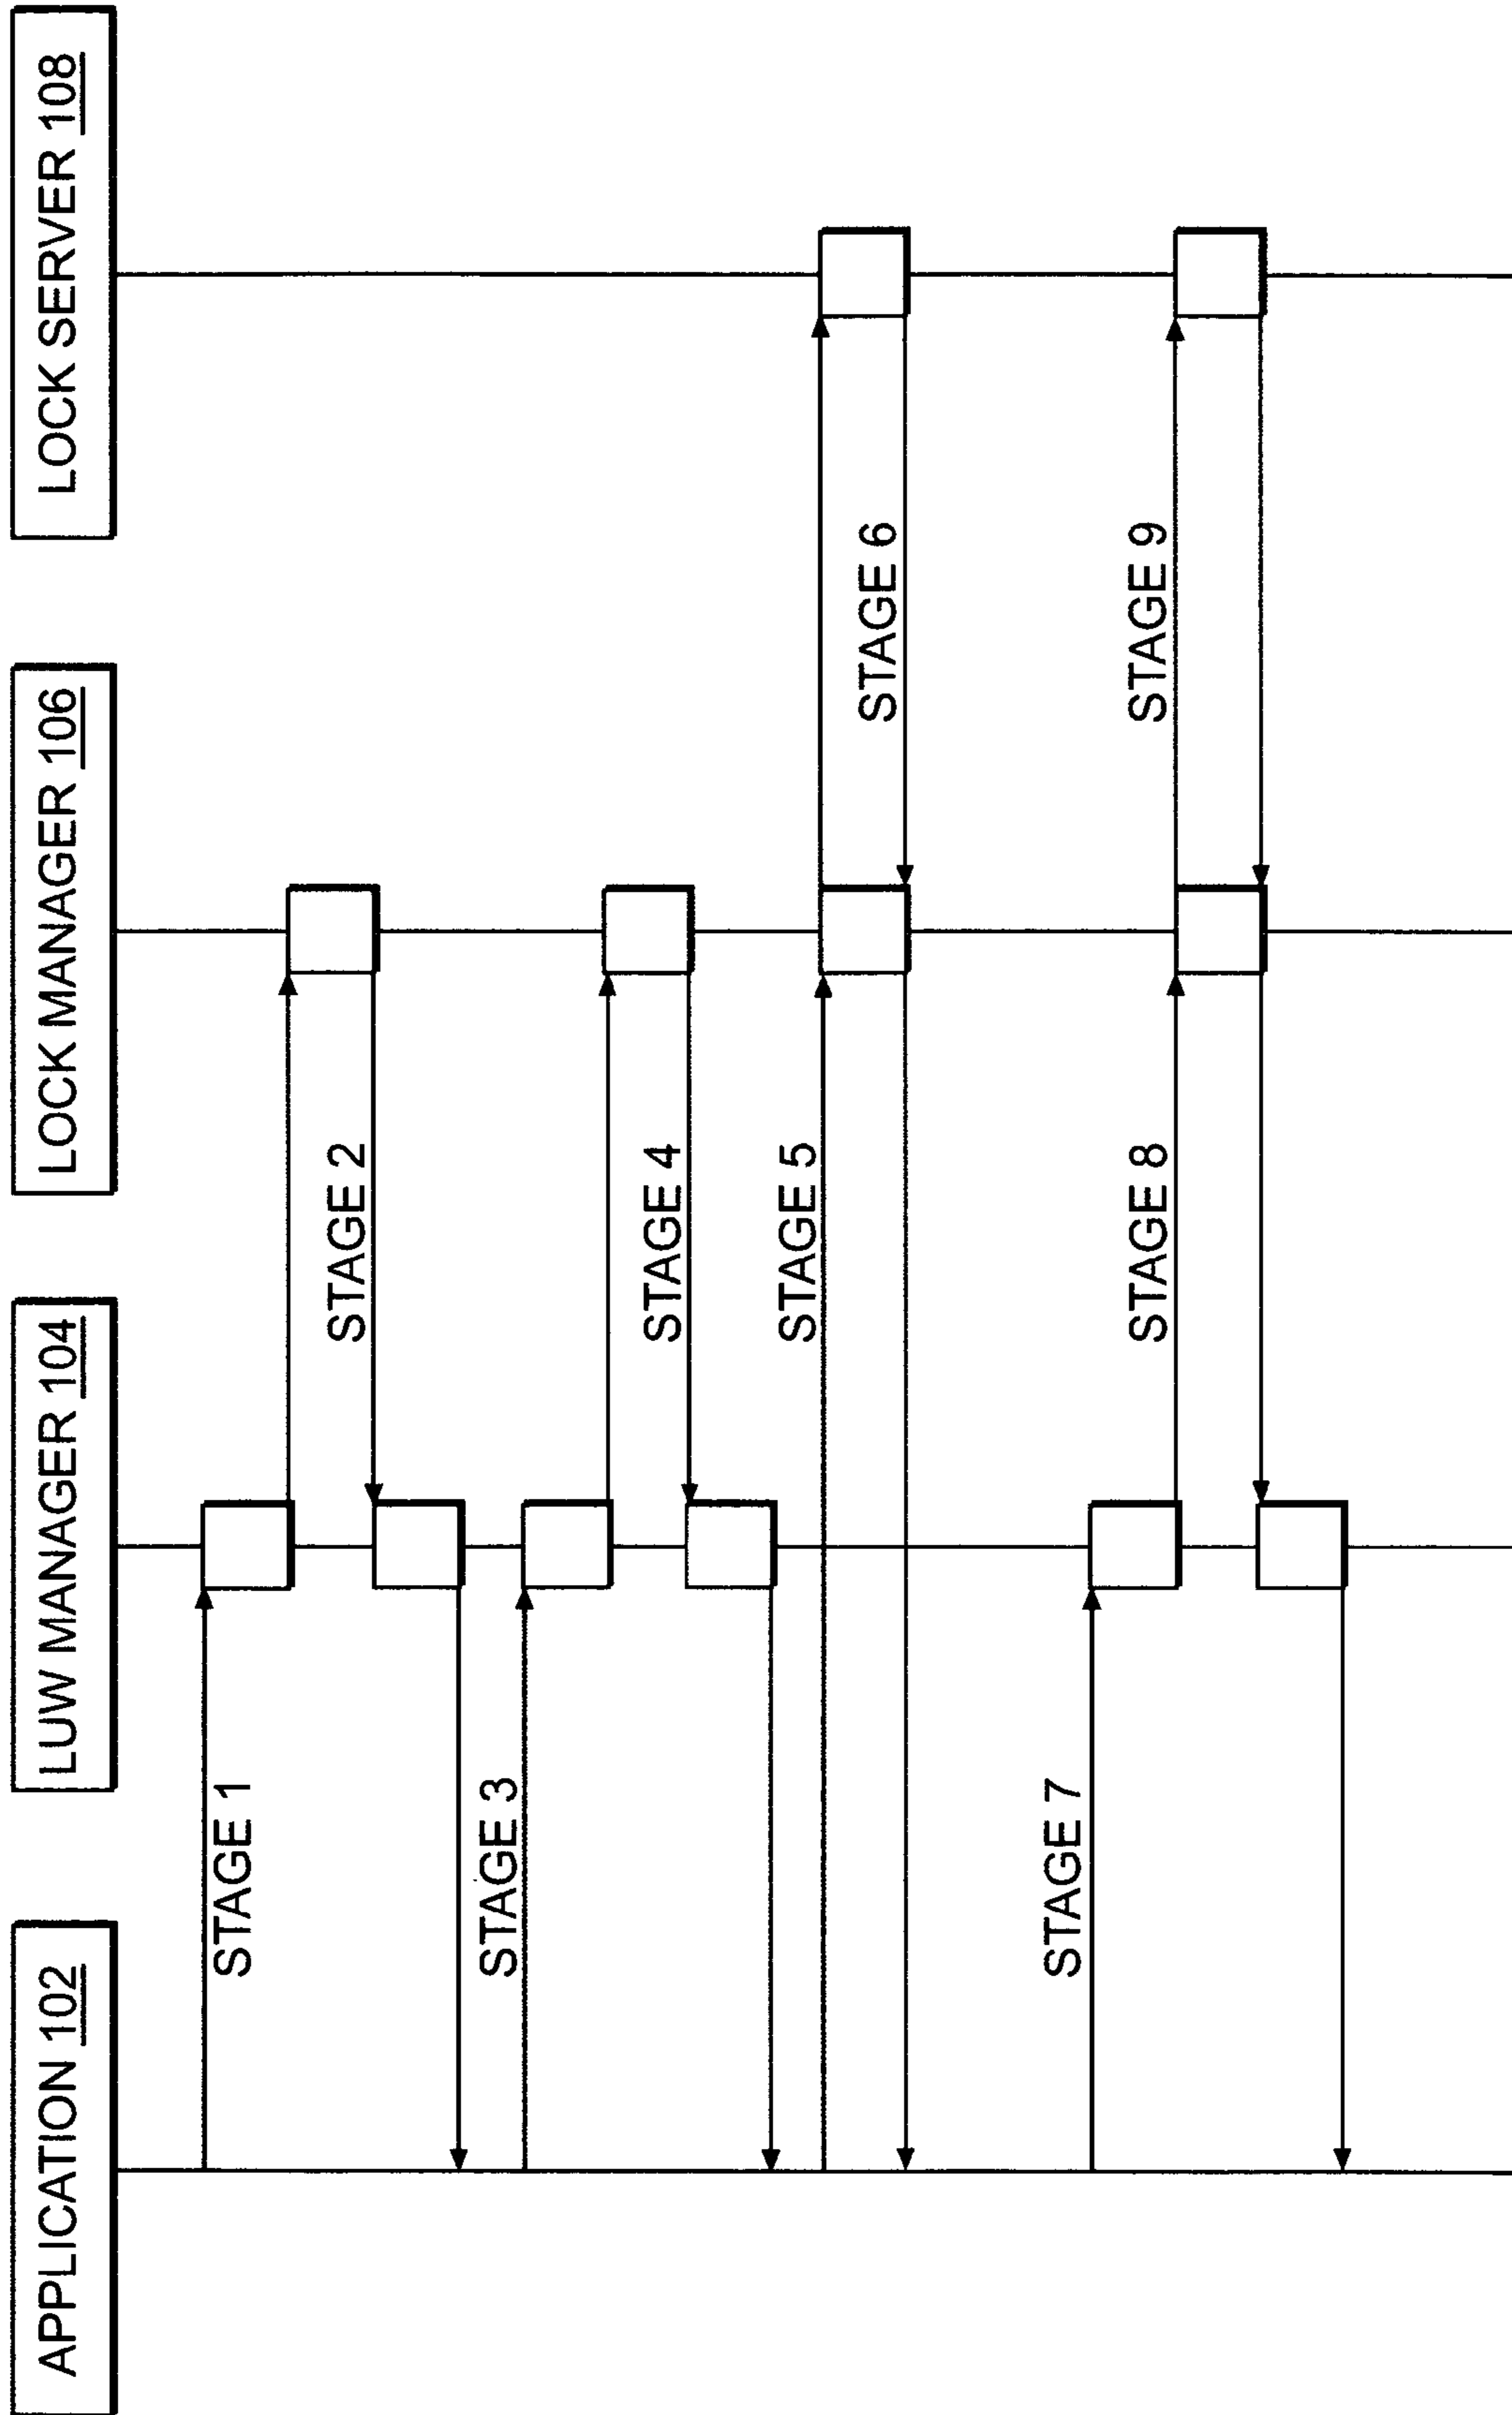 APPLICATION 102
LUW MANAGER 104
LOCK MANAGER 106
LOCK SERVER 108
STAGE 1
STAGE 2
STAGE 3
STAGE 4
STAGE 5
STAGE 6
STAGE 7
STAGE 8
STAGE 9